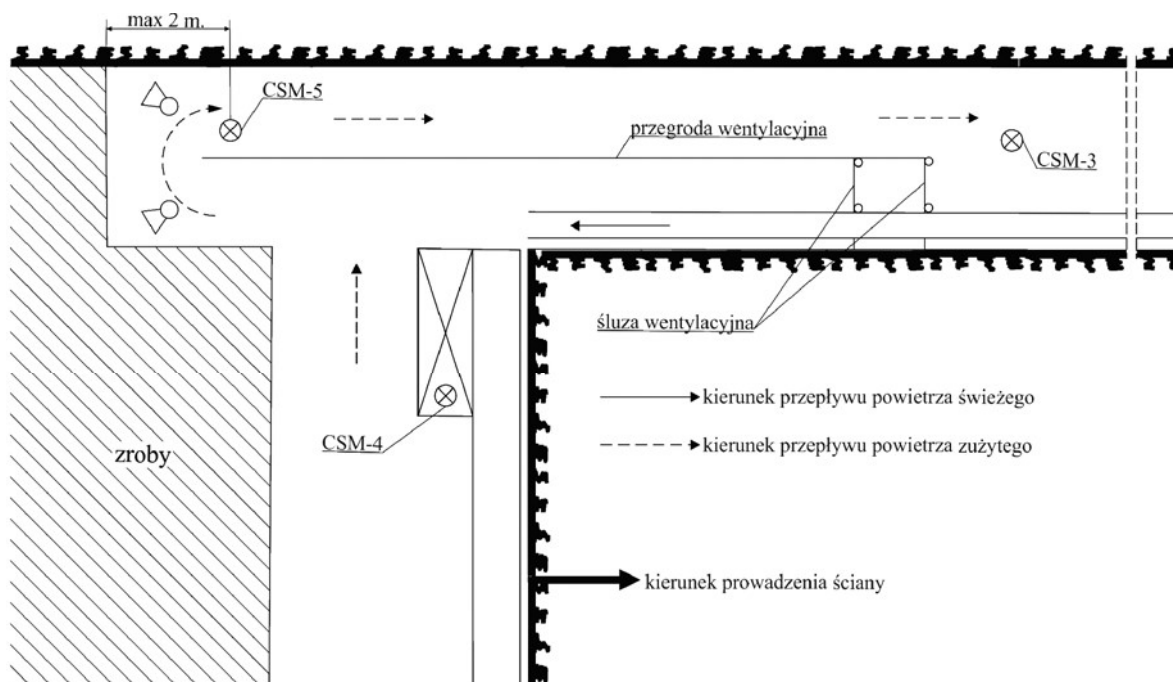 max 2 m.
CSM-5
przegroda wentylacyjna
CSM-3
śluza wentylacyjna
kierunek przepływu powietrza świeżego
CSM-4
kierunek przepływu powietrza zużytego
zroby
kierunek prowadzenia ściany